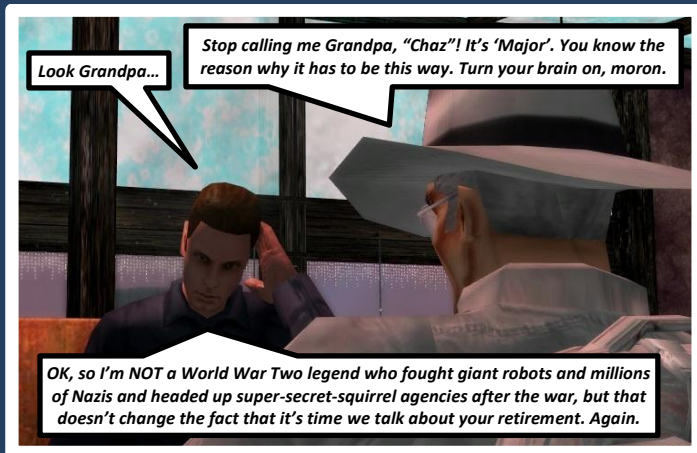 Look Grandpa…
Stop calling me Grandpa, “Chaz”! It’s ‘Major’. You know the
reason why it has to be this way. Turn your brain on, moron.
OK, so I’m NOT a World War Two legend who fought giant robots and millions
of Nazis and headed up super-secret-squirrel agencies after the war, but that
doesn’t change the fact that it’s time we talk about your retirement. Again.